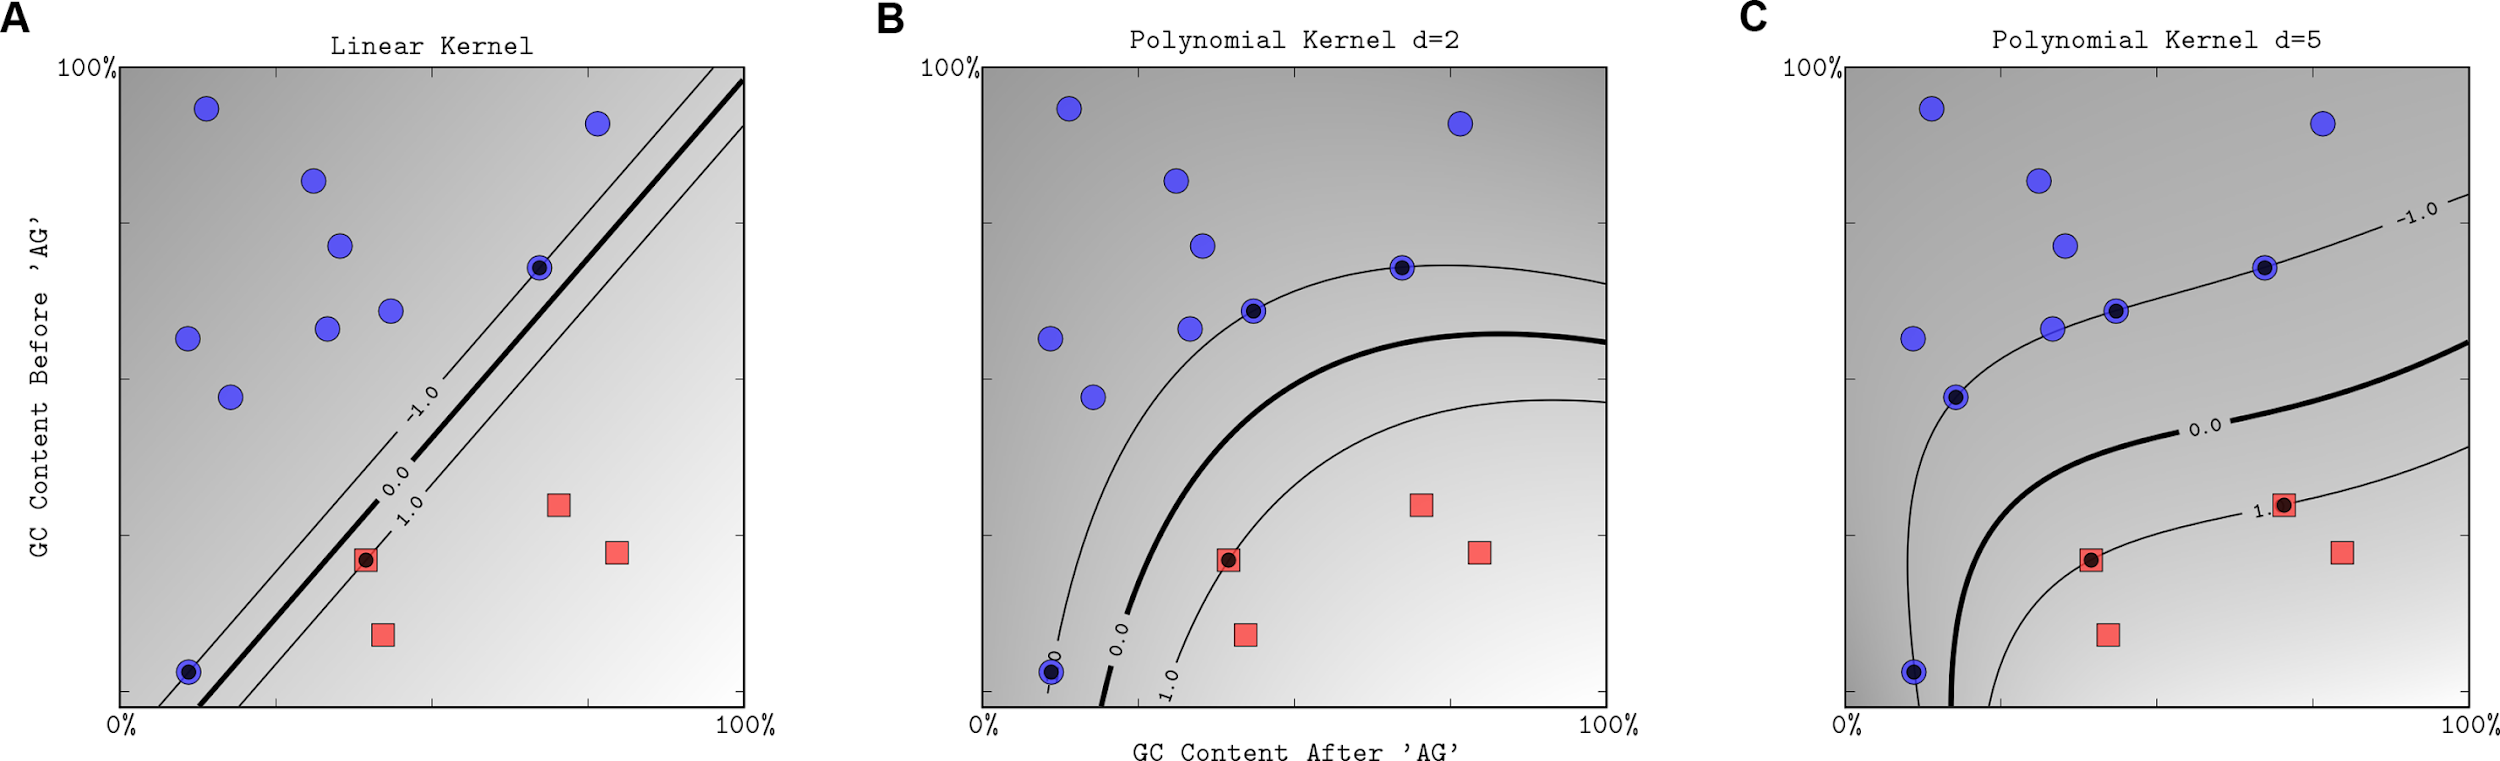 A
Linear Kernel
100%
GC Content Before 'AG'
-1.0
0.0
1.0
0%
100%
B
Polynomial Kernel d=2
100%
0
0.0
1.0
0%
100%
GC Content After 'AG'
C
Polynomial Kernel d=5
100%
-1.0
0.0
1.
0%
100%